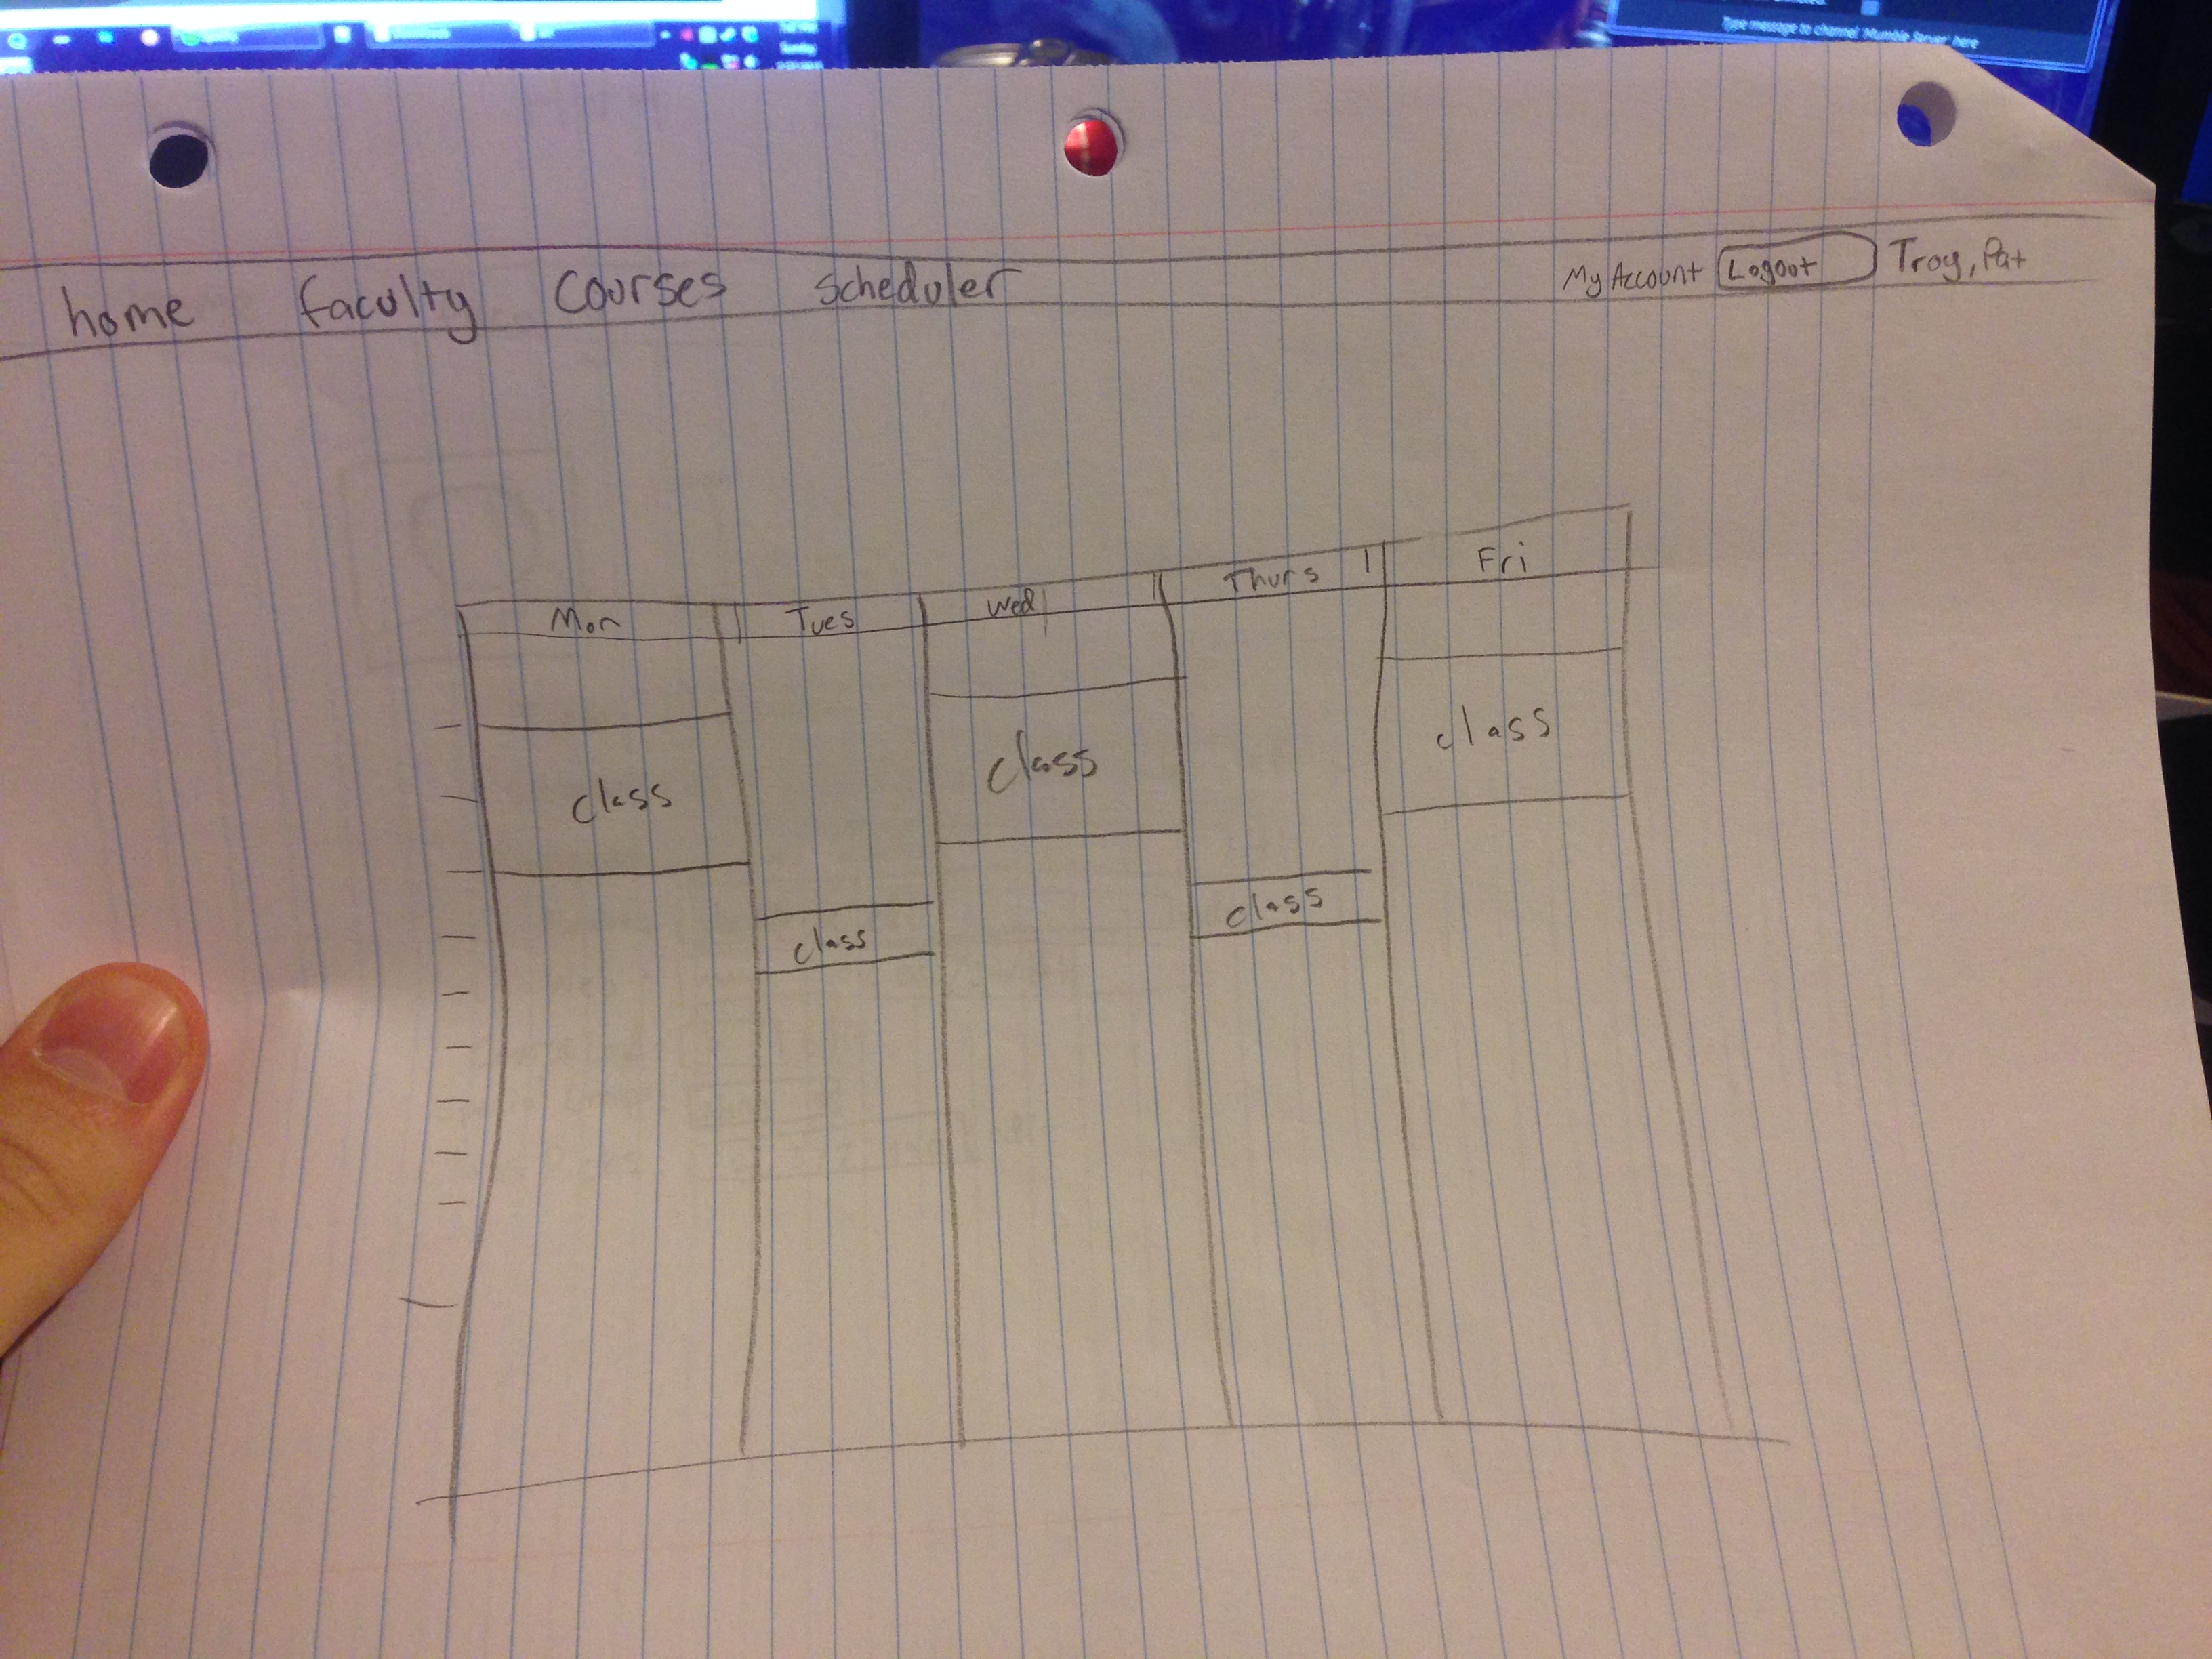 Type message to channel 'Mumble Server' here
home faculty courses scheduler My Account Logout Troy, Pat
Mon Tues Wed Thurs Fri
class class class class class